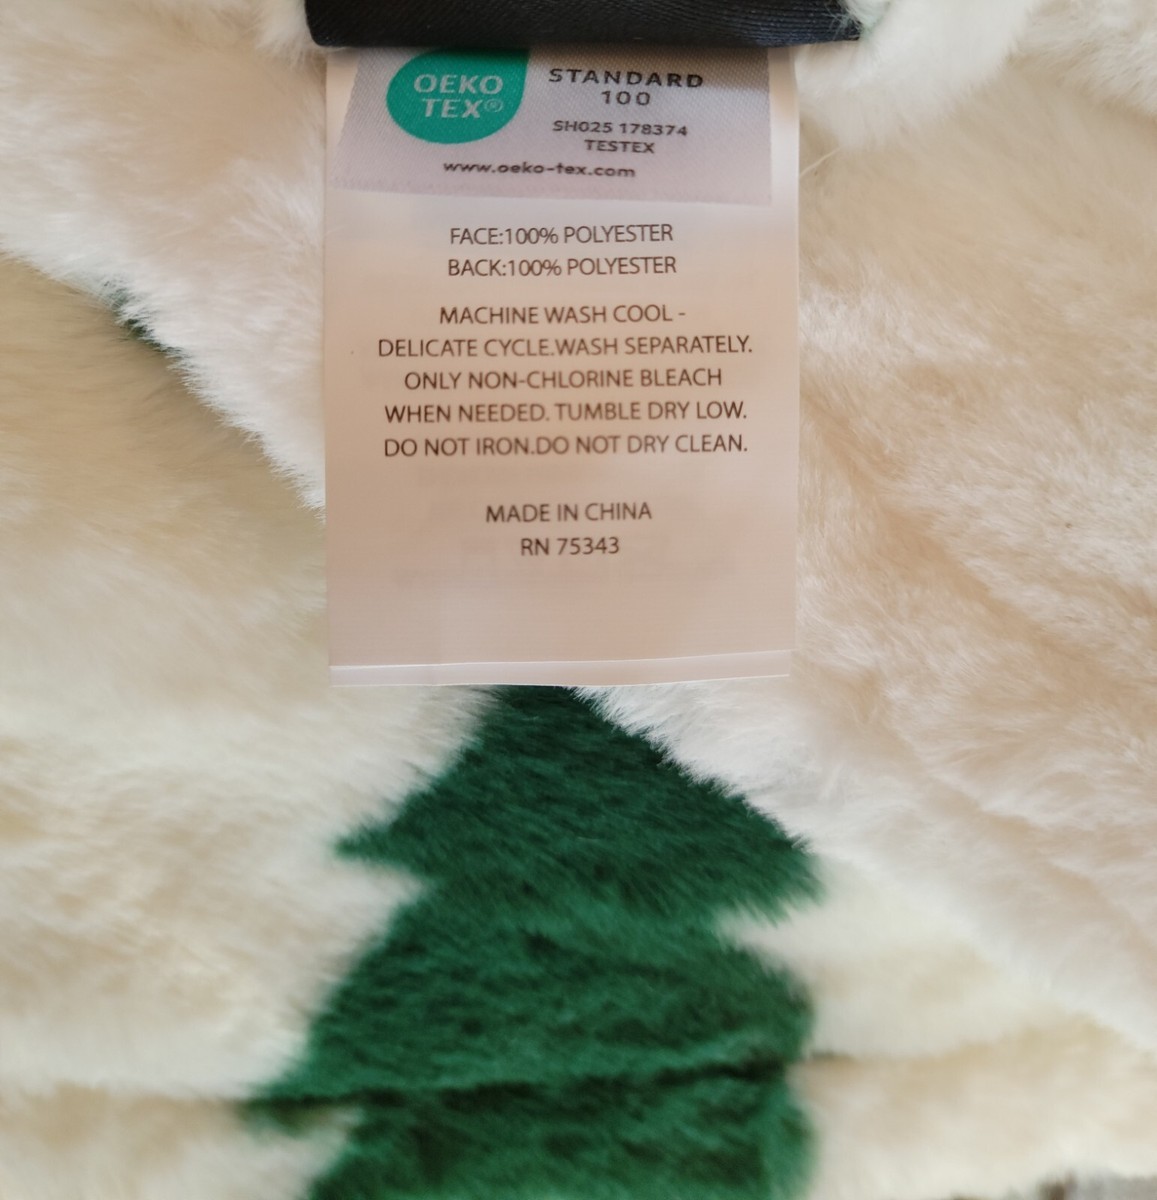 OEKO
TEX®
STANDARD
100
SH025 178374
TESTEX
www.oeko-tex.com
FACE:100% POLYESTER
BACK:100% POLYESTER
MACHINE WASH COOL -
DELICATE CYCLE.WASH SEPARATELY.
ONLY NON-CHLORINE BLEACH
WHEN NEEDED. TUMBLE DRY LOW.
DO NOT IRON.DO NOT DRY CLEAN.
MADE IN CHINA
RN 75343